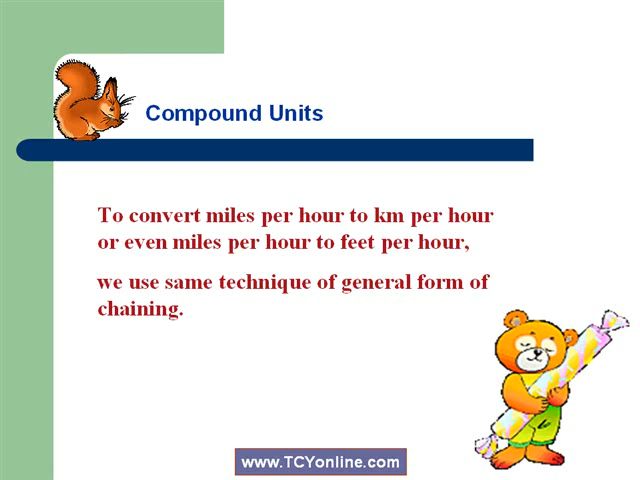 Compound Units
To convert miles per hour to km per hour
or even miles per hour to feet per hour,
we use same technique of general form of
chaining.
www.TCYonline.com